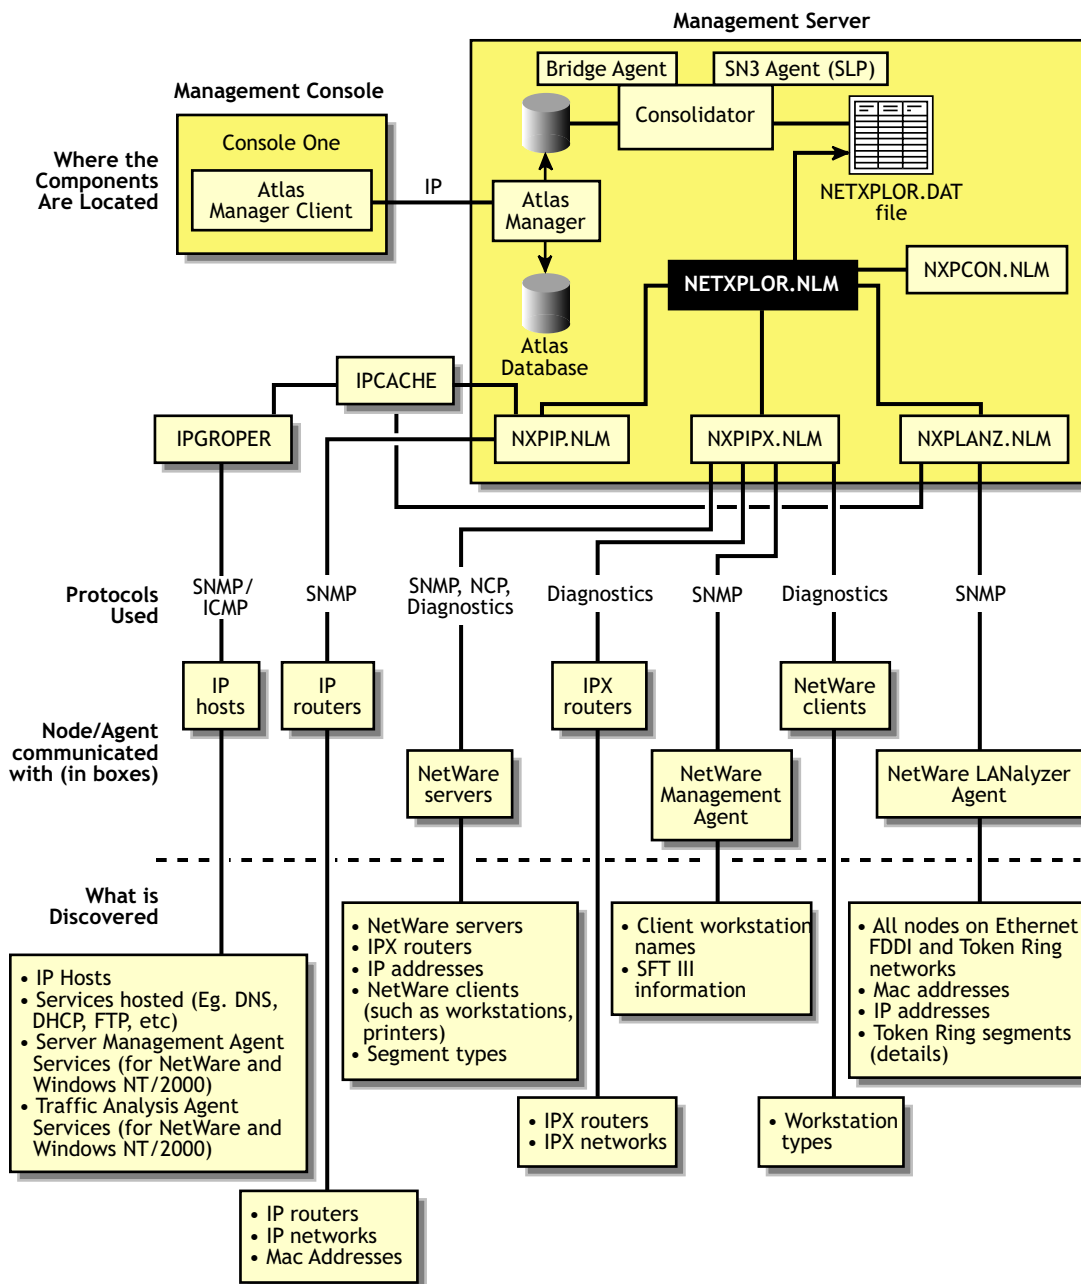 Management Server
Bridge Agent
SN3 Agent (SLP)
Consolidator
Management Console
Console One
Atlas
Manager Client
Where the
Components
Are Located
IP
Atlas
Manager
NETXPLOR.DAT
file
NETXPLOR.NLM
NXPCON.NLM
Atlas
Database
IPCACHE
IPGROPER
NXPIP.NLM
NXPIPX.NLM
NXPLANZ.NLM
Protocols
Used
SNMP/
ICMP
SNMP
SNMP, NCP,
Diagnostics
Diagnostics
SNMP
Diagnostics
SNMP
Node/Agent
communicated
with (in boxes)
IP
hosts
IP
routers
NetWare
servers
IPX
routers
NetWare
Management
Agent
NetWare
clients
NetWare LANalyzer
Agent
What is
Discovered
• IP Hosts
• Services hosted (Eg. DNS,
DHCP, FTP, etc)
• Server Management Agent
Services (for NetWare and
Windows NT/2000)
• Traffic Analysis Agent
Services (for NetWare and
Windows NT/2000)
• IP routers
• IP networks
• Mac Addresses
• NetWare servers
• IPX routers
• IP addresses
• NetWare clients
(such as workstations,
printers)
• Segment types
• IPX routers
• IPX networks
• Client workstation
names
• SFT III
information
• Workstation
types
• All nodes on Ethernet
FDDI and Token Ring
networks
• Mac addresses
• IP addresses
• Token Ring segments
(details)